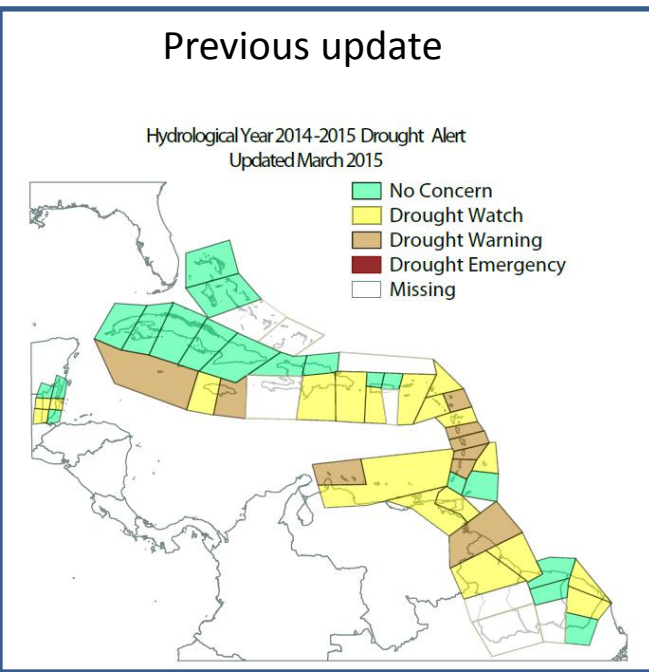 Previous update
Hydrological Year 2014-2015 Drought Alert
Updated March 2015
No Concern
Drought Watch
Drought Warning
Drought Emergency
Missing